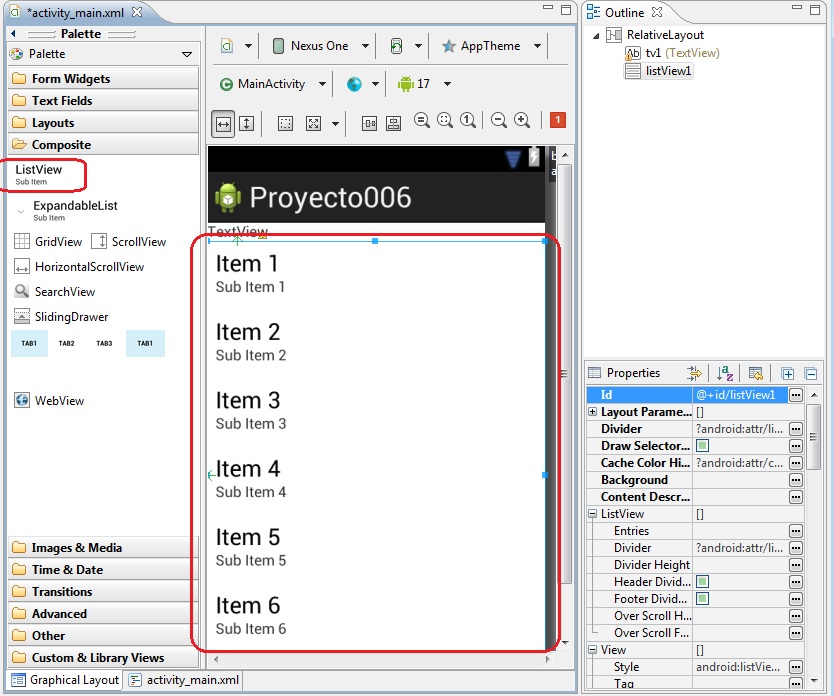 *activity_main.xml
Palette
Palette
Form Widgets
Text Fields
Layouts
Composite
ListView
Sub Item
ExpandableList
Sub Item
GridView
ScrollView
HorizontalScrollView
SearchView
SlidingDrawer
TAB1 TAB2 TAB3 TAB1
WebView
Images & Media
Time & Date
Transitions
Advanced
Other
Custom & Library Views
Graphical Layout
activity_main.xml
Nexus One
AppTheme
MainActivity
17
1
Proyecto006
TextView
Item 1
Sub Item 1
Item 2
Sub Item 2
Item 3
Sub Item 3
Item 4
Sub Item 4
Item 5
Sub Item 5
Item 6
Sub Item 6
Outline
RelativeLayout
Ab tv1 (TextView)
listView1
Properties
Id @+id/listView1
Layout Parame... []
Divider ?android:attr/li...
Draw Selector...
Cache Color Hi... ?android:attr/c...
Background
Content Descr...
ListView []
Entries
Divider ?android:attr/li...
Divider Height
Header Divid...
Footer Divid...
Over Scroll H...
Over Scroll F...
View []
Style android:listVie...
Tag